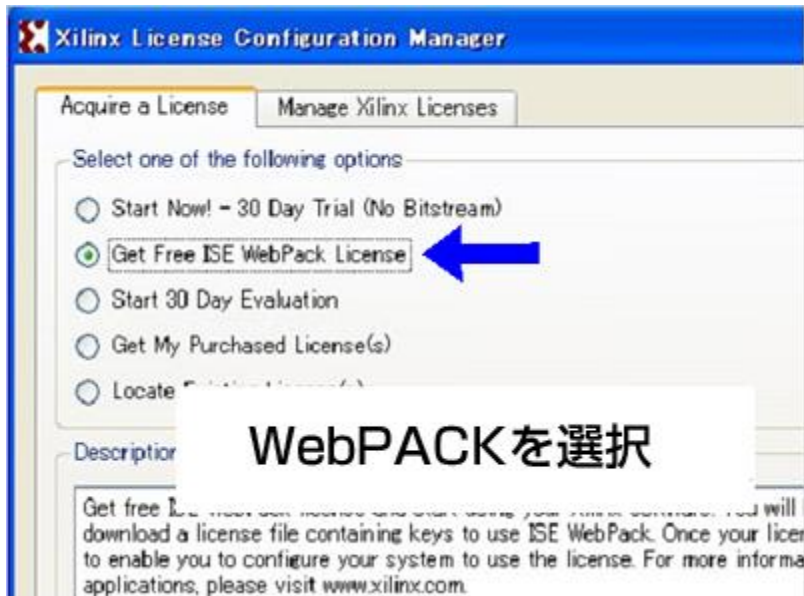 Xilinx License Configuration Manager
Acquire a License
Manage Xilinx Licenses
Select one of the following options
Start Now! - 30 Day Trial (No Bitstream)
Get Free ISE WebPack License
Start 30 Day Evaluation
Get My Purchased License(s)
Locate
WebPACKを選択
Description
Get free will
download a license file containing keys to use ISE WebPack. Once your
to enable you to configure your system to use the license. For more
applications, please visit www.xilinx.com.